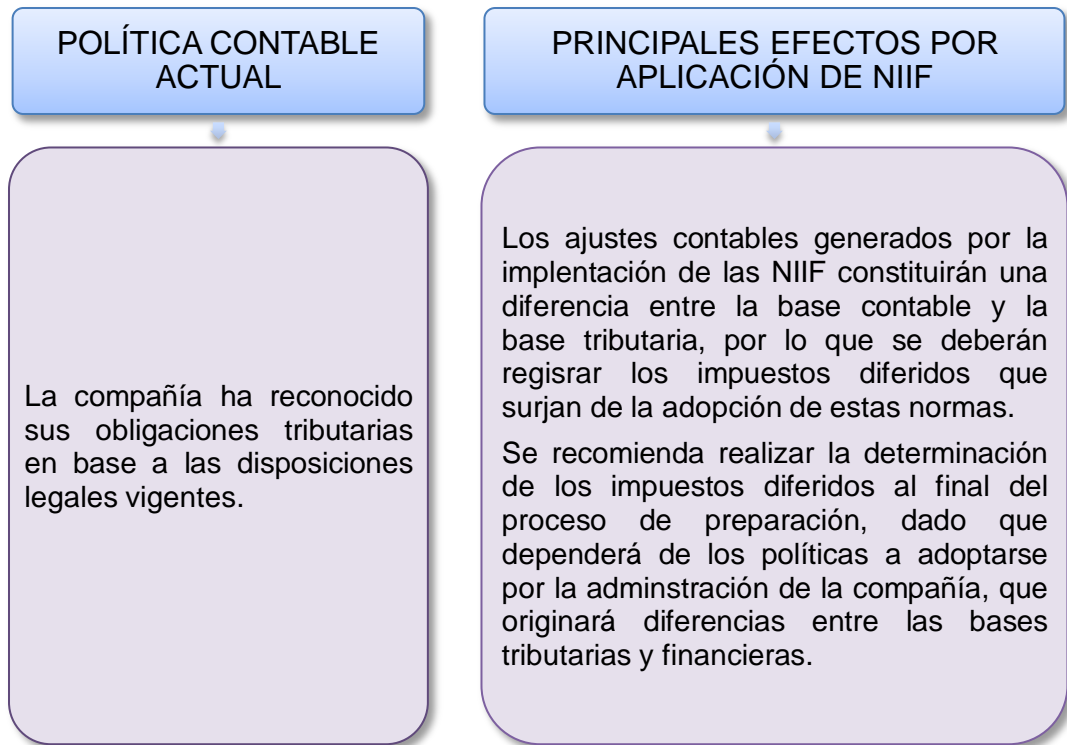 POLÍTICA CONTABLE
ACTUAL
La compañía ha reconocido
sus obligaciones tributarias
en base a las disposiciones
legales vigentes.
PRINCIPALES EFECTOS POR
APLICACIÓN DE NIIF
Los ajustes contables generados por la
implentación de las NIIF constituirán una
diferencia entre la base contable y la
base tributaria, por lo que se deberán
regisrar los impuestos diferidos que
surjan de la adopción de estas normas.
Se recomienda realizar la determinación
de los impuestos diferidos al final del
proceso de preparación, dado que
dependerá de los políticas a adoptarse
por la adminstración de la compañía, que
originará diferencias entre las bases
tributarias y financieras.